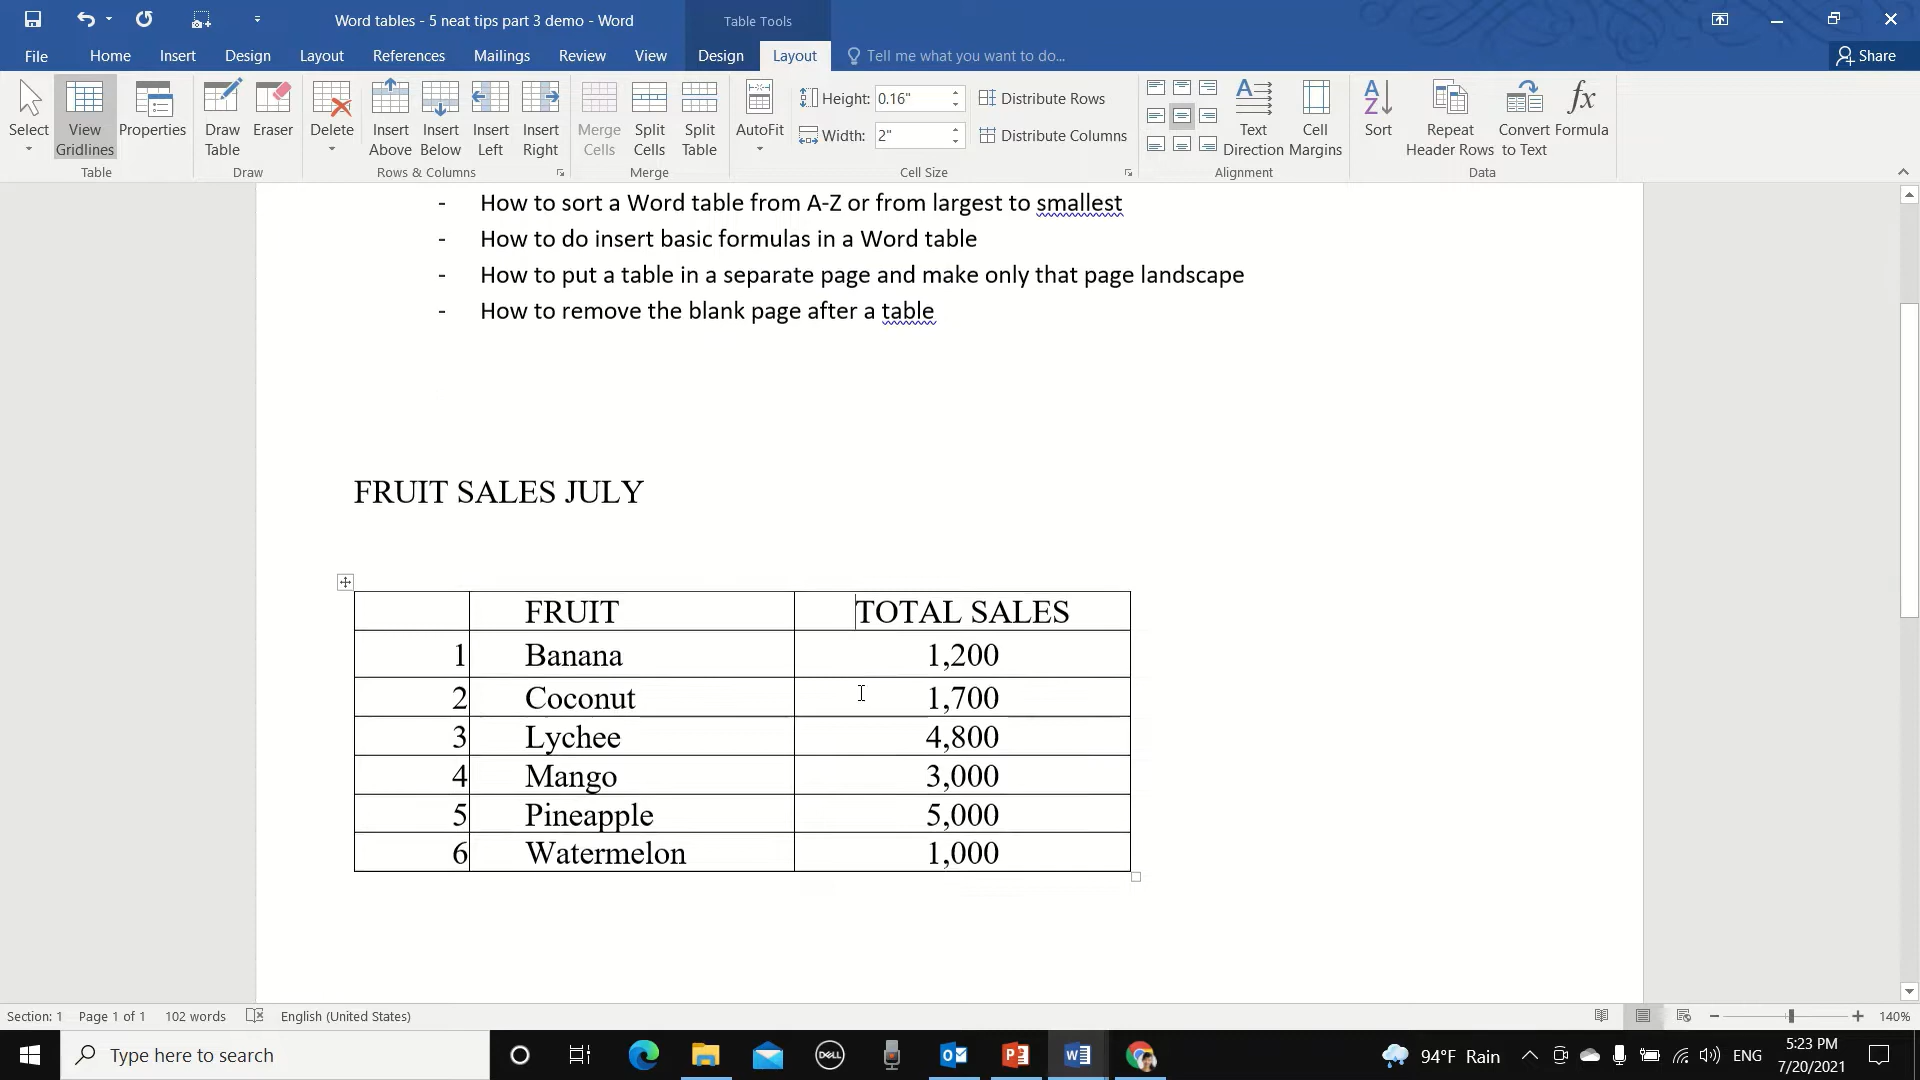 Word tables - 5 neat tips part 3 demo - Word
Table Tools
File Home Insert Design Layout References Mailings Review View Design Layout Tell me what you want to do... Share
Select
View Gridlines
Properties
Table
Draw Table
Eraser
Draw
Delete
Insert Above
Insert Below
Insert Left
Insert Right
Rows & Columns
Merge Cells
Split Cells
Split Table
Merge
AutoFit
Height: 0.16"
Width: 2"
Distribute Rows
Distribute Columns
Cell Size
Text Direction
Cell Margins
Alignment
Sort
Repeat Header Rows
Convert to Text
Formula
Data
- How to sort a Word table from A-Z or from largest to smallest
- How to do insert basic formulas in a Word table
- How to put a table in a separate page and make only that page landscape
- How to remove the blank page after a table
FRUIT SALES JULY
FRUIT TOTAL SALES
1 Banana 1,200
2 Coconut 1,700
3 Lychee 4,800
4 Mango 3,000
5 Pineapple 5,000
6 Watermelon 1,000
Section: 1 Page 1 of 1 102 words English (United States) 140%
Type here to search
DELL
94°F Rain
ENG
5:23 PM
7/20/2021